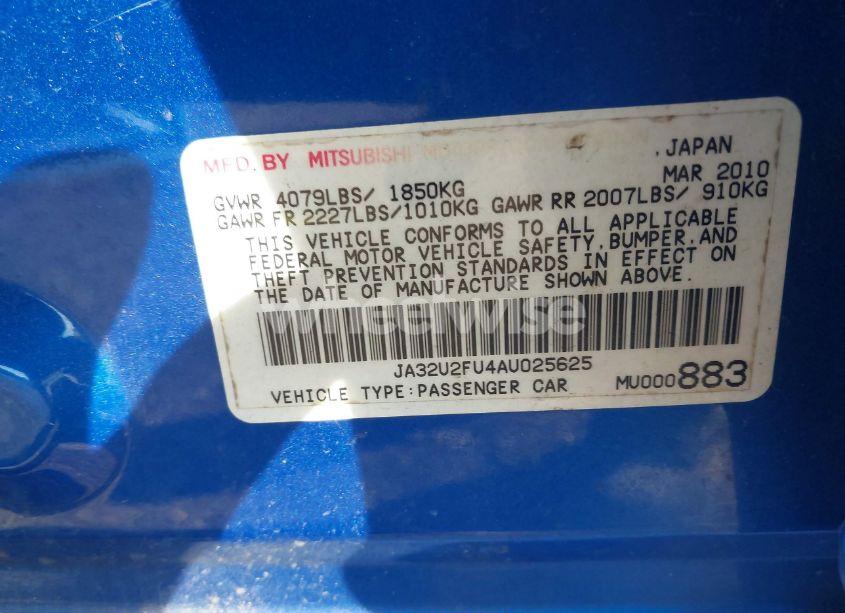 MFD. BY MITSUBISHI
, JAPAN
MAR 2010
GVWR 4079LBS/ 1850KG
GAWR FR 2227LBS/1010KG GAWR RR 2007LBS/ 910KG
THIS VEHICLE CONFORMS TO ALL APPLICABLE
FEDERAL MOTOR VEHICLE SAFETY, BUMPER, AND
THEFT PREVENTION STANDARDS IN EFFECT ON
THE DATE OF MANUFACTURE SHOWN ABOVE.
wheelwise
JA32U2FU4AU025625
VEHICLE TYPE:PASSENGER CAR
MU000883